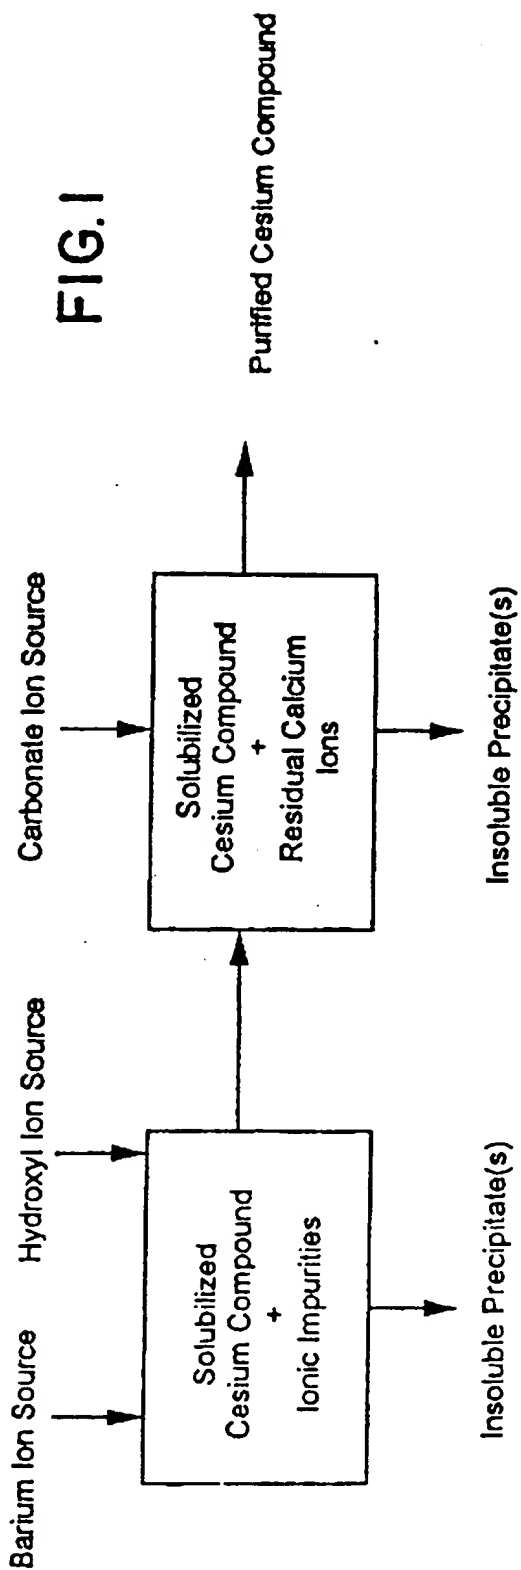 FIG. 1
Barium Ion Source
Hydroxyl Ion Source
Carbonate Ion Source
Solubilized
Cesium Compound
+
Ionic Impurities
Solubilized
Cesium Compound
+
Residual Calcium
Ions
Purified Cesium Compound
Insoluble Precipitate(s)
Insoluble Precipitate(s)